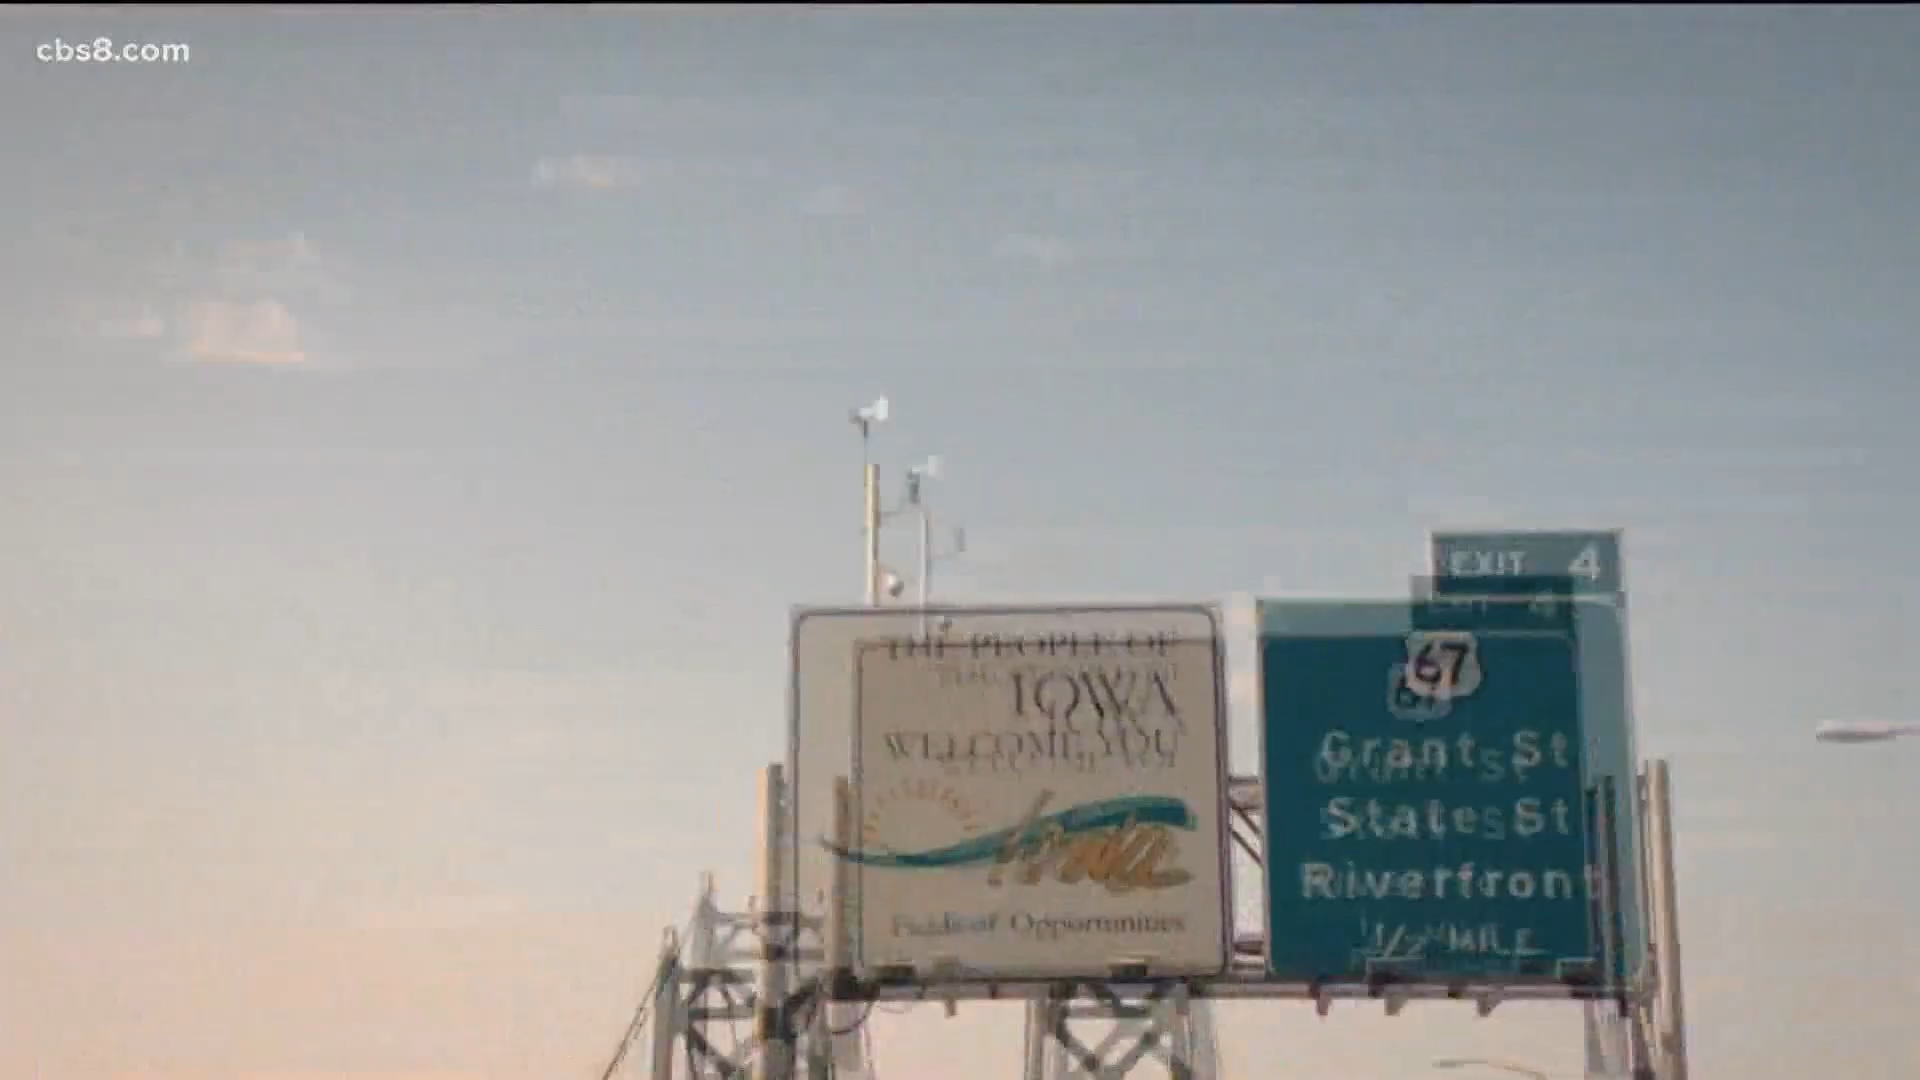 cbs8.com
THE PEOPLE OF
IOWA
WELCOME YOU
Iowa
Fields of Opportunities
EXIT 4
67
Grant St
State St
Riverfront
1/2 MILE